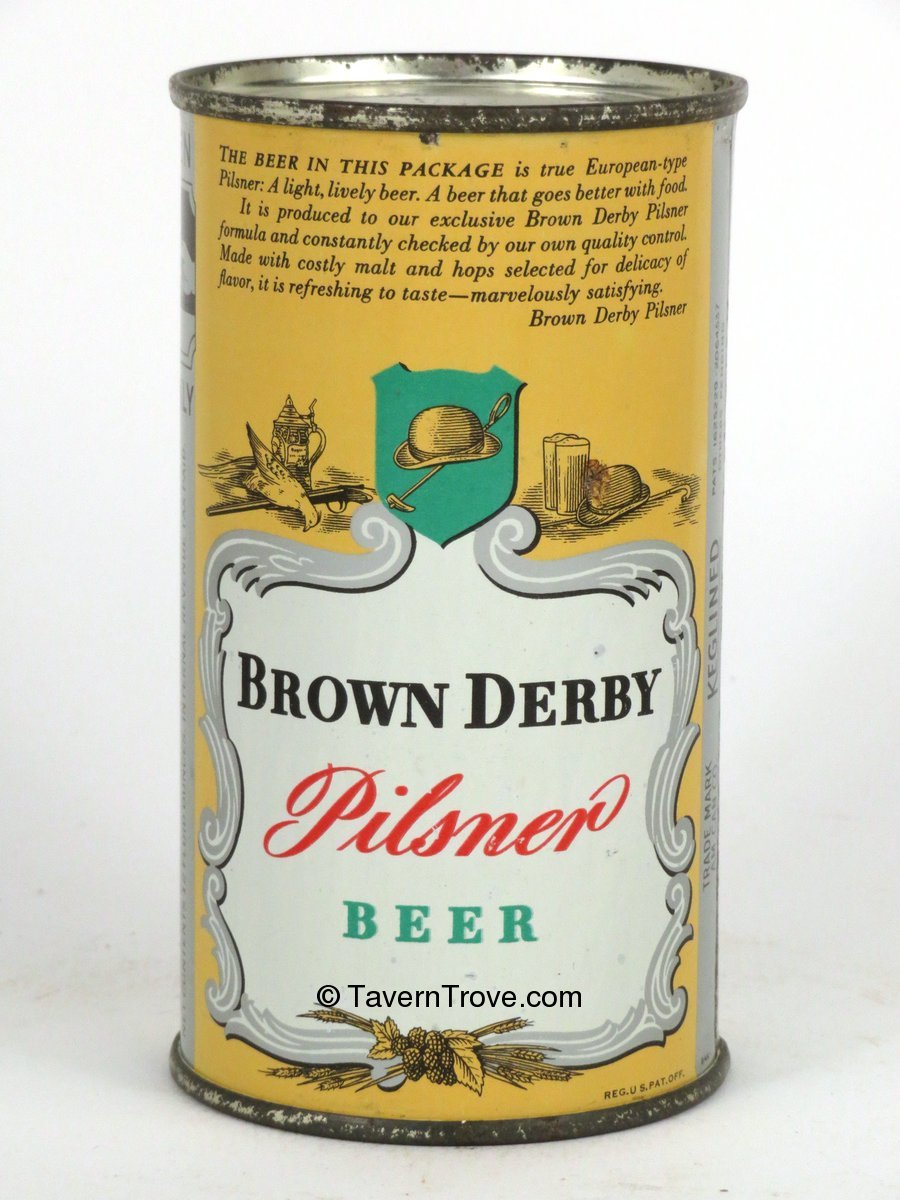 THE BEER IN THIS PACKAGE is true European-type
Pilsner: A light, lively beer. A beer that goes better with food.
It is produced to our exclusive Brown Derby Pilsner
formula and constantly checked by our own quality control.
Made with costly malt and hops selected for delicacy of
flavor, it is refreshing to taste—marvelously satisfying.
Brown Derby Pilsner
BROWN DERBY
Pilsner
BEER
© TavernTrove.com
REG. U S. PAT. OFF.
TRADE MARK
KEGLINED